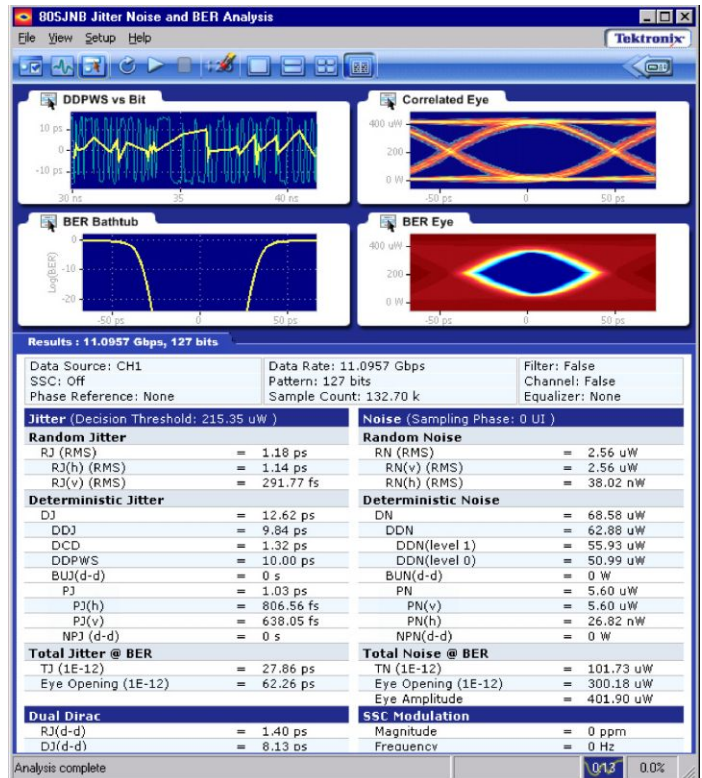 80SJNB Jitter Noise and BER Analysis
File View Setup Help
Tektronix
DDPWS vs Bit
10 ps
0
-10 ps
30 ns 35 40 ns
Correlated Eye
400 uW
200
0 W
-50 ps 0 50 ps
BER Bathtub
Log(BER)
0
-10
-20
-50 ps 0 50 ps
BER Eye
400 uW
200
0 W
-50 ps 0 50 ps
Results : 11.0957 Gbps, 127 bits
Data Source: CH1 Data Rate: 11.0957 Gbps Filter: False
SSC: Off Pattern: 127 bits Channel: False
Phase Reference: None Sample Count: 132.70 k Equalizer: None
Jitter (Decision Threshold: 215.35 uW )
Random Jitter
RJ (RMS) = 1.18 ps
RJ(h) (RMS) = 1.14 ps
RJ(v) (RMS) = 291.77 fs
Deterministic Jitter
DJ = 12.62 ps
DDJ = 9.84 ps
DCD = 1.32 ps
DDPWS = 10.00 ps
BUJ(d-d) = 0 s
PJ = 1.03 ps
PJ(h) = 806.56 fs
PJ(v) = 638.05 fs
NPJ (d-d) = 0 s
Total Jitter @ BER
TJ (1E-12) = 27.86 ps
Eye Opening (1E-12) = 62.26 ps
Dual Dirac
RJ(d-d) = 1.40 ps
DJ(d-d) = 8.13 ps
Noise (Sampling Phase: 0 UI )
Random Noise
RN (RMS) = 2.56 uW
RN(v) (RMS) = 2.56 uW
RN(h) (RMS) = 38.02 nW
Deterministic Noise
DN = 68.58 uW
DDN = 62.88 uW
DDN(level 1) = 55.93 uW
DDN(level 0) = 50.99 uW
BUN(d-d) = 0 W
PN = 5.60 uW
PN(v) = 5.60 uW
PN(h) = 26.82 nW
NPN(d-d) = 0 W
Total Noise @ BER
TN (1E-12) = 101.73 uW
Eye Opening (1E-12) = 300.18 uW
Eye Amplitude = 401.90 uW
SSC Modulation
Magnitude = 0 ppm
Frequency = 0 Hz
Analysis complete
0.0%